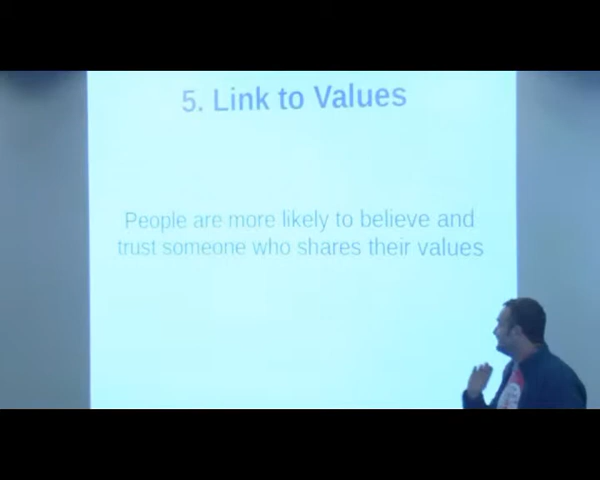 5. Link to Values
People are more likely to believe and
trust someone who shares their values